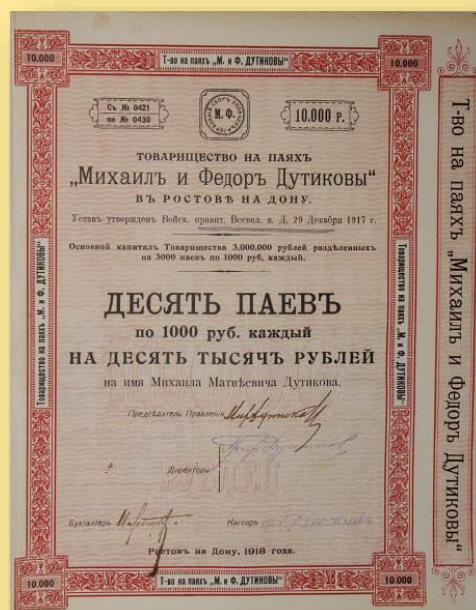 10.000
Т-во на паяхъ „М. и Ф. ДУТИКОВЫ"
10.000
Съ № 0421
по № 0430
М. Ф.
10.000 Р.
ТОВАРИЩЕСТВО НА ПАЯХЪ
„Михаилъ и Федоръ Дутиковы"
ВЪ РОСТОВѢ НА ДОНУ.
Уставъ утвержденъ Войск. правит. Всевел. в. Д. 29 Декабря 1917 г.
Основной капиталъ Товарищества 3.000.000 рублей раздѣленныхъ
на 3000 паевъ по 1000 руб. каждый.
ДЕСЯТЬ ПАЕВЪ
по 1000 руб. каждый
НА ДЕСЯТЬ ТЫСЯЧЪ РУБЛЕЙ
на имя Михаила Матвѣевича Дутикова.
Предсѣдатель Правленія
Директоры
Бухгалтеръ
Кассиръ
Ростовъ на Дону, 1918 года.
10.000
Т-во на паяхъ „М. и Ф. ДУТИКОВЫ"
10.000
Товарищество на паяхъ „М. и Ф. ДУТИКОВЫ"
Товарищество на паяхъ „М. и Ф. ДУТИКОВЫ"
Т-во на паяхъ „Михаилъ и Федоръ Дутиковы"